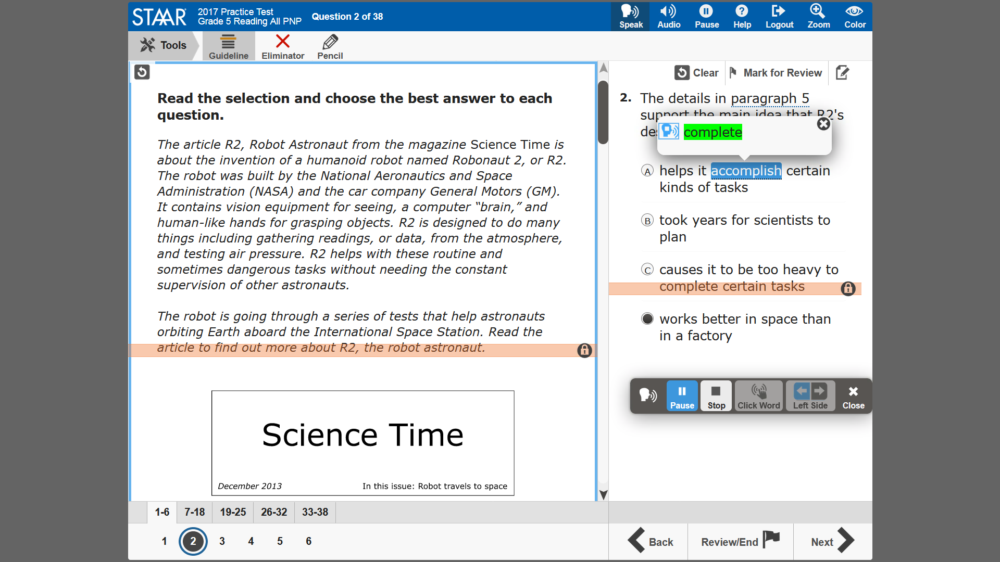 STAAR
2017 Practice Test
Grade 5 Reading All PNP
Question 2 of 38
Speak
Audio
Pause
Help
Logout
Zoom
Color
Tools
Guideline
Eliminator
Pencil
Clear
Mark for Review
Read the selection and choose the best answer to each
question.
The article R2, Robot Astronaut from the magazine Science Time is
about the invention of a humanoid robot named Robonaut 2, or R2.
The robot was built by the National Aeronautics and Space
Administration (NASA) and the car company General Motors (GM).
It contains vision equipment for seeing, a computer “brain,” and
human-like hands for grasping objects. R2 is designed to do many
things including gathering readings, or data, from the atmosphere,
and testing air pressure. R2 helps with these routine and
sometimes dangerous tasks without needing the constant
supervision of other astronauts.
The robot is going through a series of tests that help astronauts
orbiting Earth aboard the International Space Station. Read the
article to find out more about R2, the robot astronaut.
Science Time
December 2013
In this issue: Robot travels to space
2. The details in paragraph 5
support the main idea that R2's
complete
A helps it accomplish certain
kinds of tasks
B took years for scientists to
plan
C causes it to be too heavy to
complete certain tasks
works better in space than
in a factory
Pause
Stop
Click Word
Left Side
Close
1-6
7-18
19-25
26-32
33-38
1
2
3
4
5
6
Back
Review/End
Next